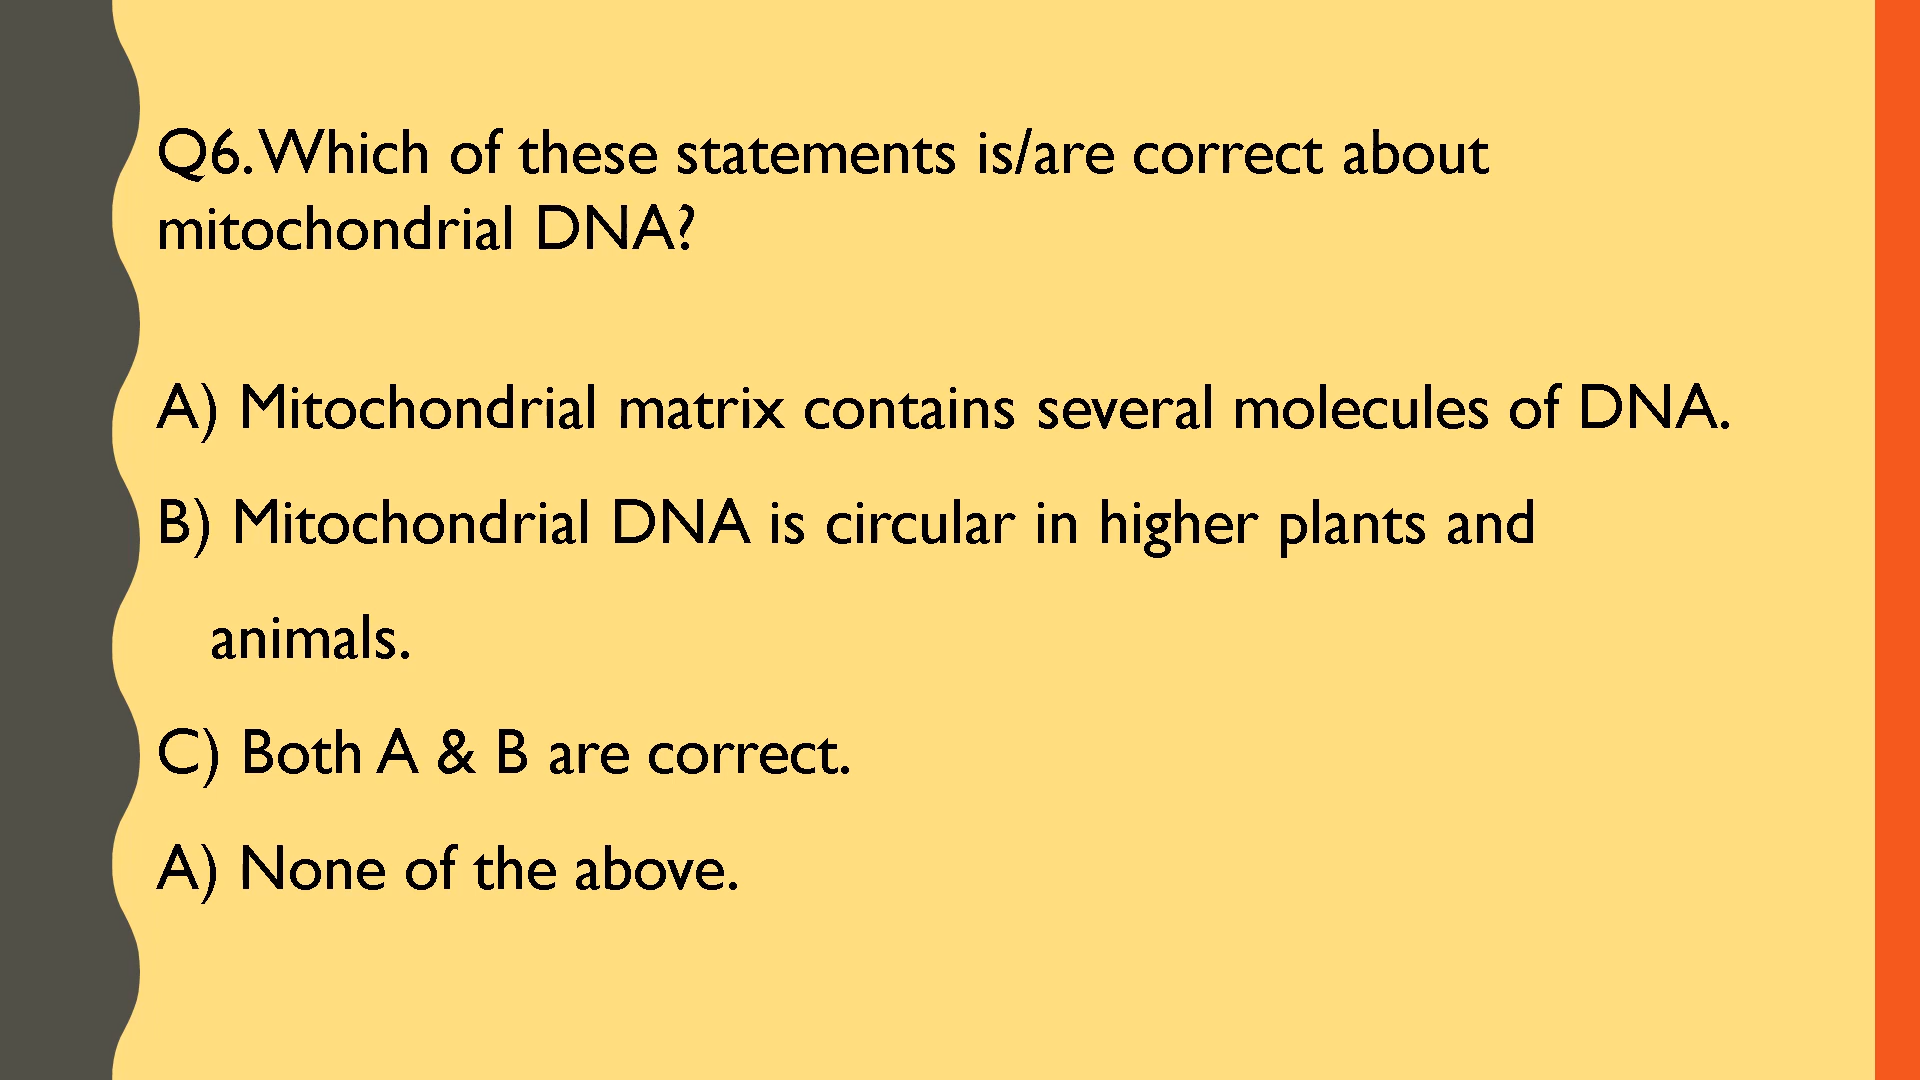 Q6. Which of these statements is/are correct about
mitochondrial DNA?
A) Mitochondrial matrix contains several molecules of DNA.
B) Mitochondrial DNA is circular in higher plants and
animals.
C) Both A & B are correct.
A) None of the above.